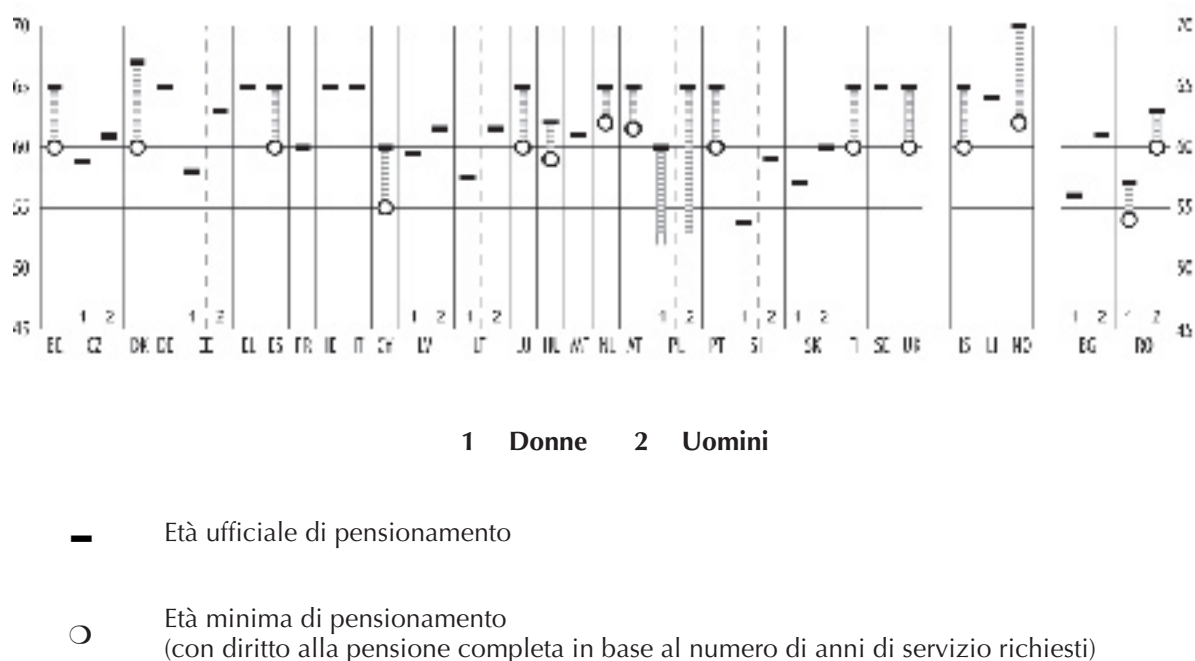 70 70
65 65
60 60
55 55
50 50
1 2 1 2 1 2 1 2 1 2 1 2 1 2 1 2 1 2
45 45
CZ DK DE EL ES FR IE IT CY LV LT LU MT NL AT PL PT SI SK SE UK IS LI NO BG RO
1 Donne 2 Uomini
Età ufficiale di pensionamento
Età minima di pensionamento
(con diritto alla pensione completa in base al numero di anni di servizio richiesti)